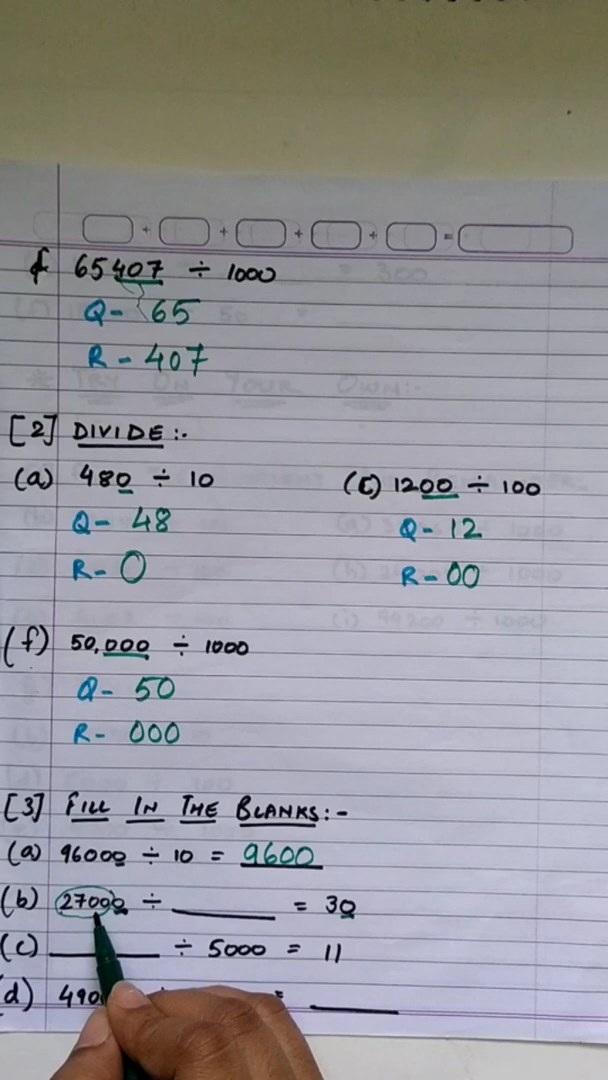 + + + + =
f 65407 ÷ 1000
Q- 65
R - 407
[2] DIVIDE :-
(a) 480 ÷ 10 (c) 1200 ÷ 100
Q- 48 Q- 12
R- 0 R- 00
(f) 50,000 ÷ 1000
Q- 50
R- 000
[3] FILL IN THE BLANKS:-
(a) 96000 ÷ 10 = 9600
(b) 27000 ÷ ______ = 30
(c) ______ ÷ 5000 = 11
(d) 490 = ______